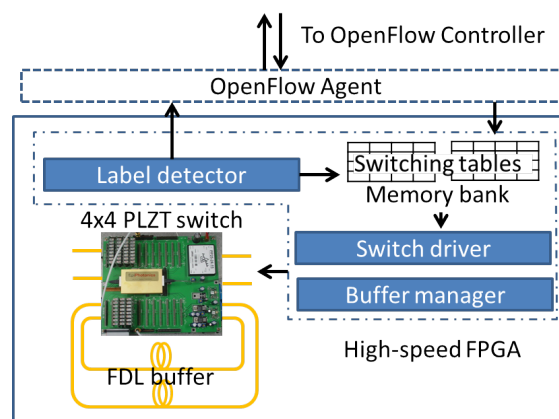 To OpenFlow Controller
OpenFlow Agent
Label detector
Switching tables
Memory bank
4x4 PLZT switch
Switch driver
Buffer manager
FDL buffer
High-speed FPGA